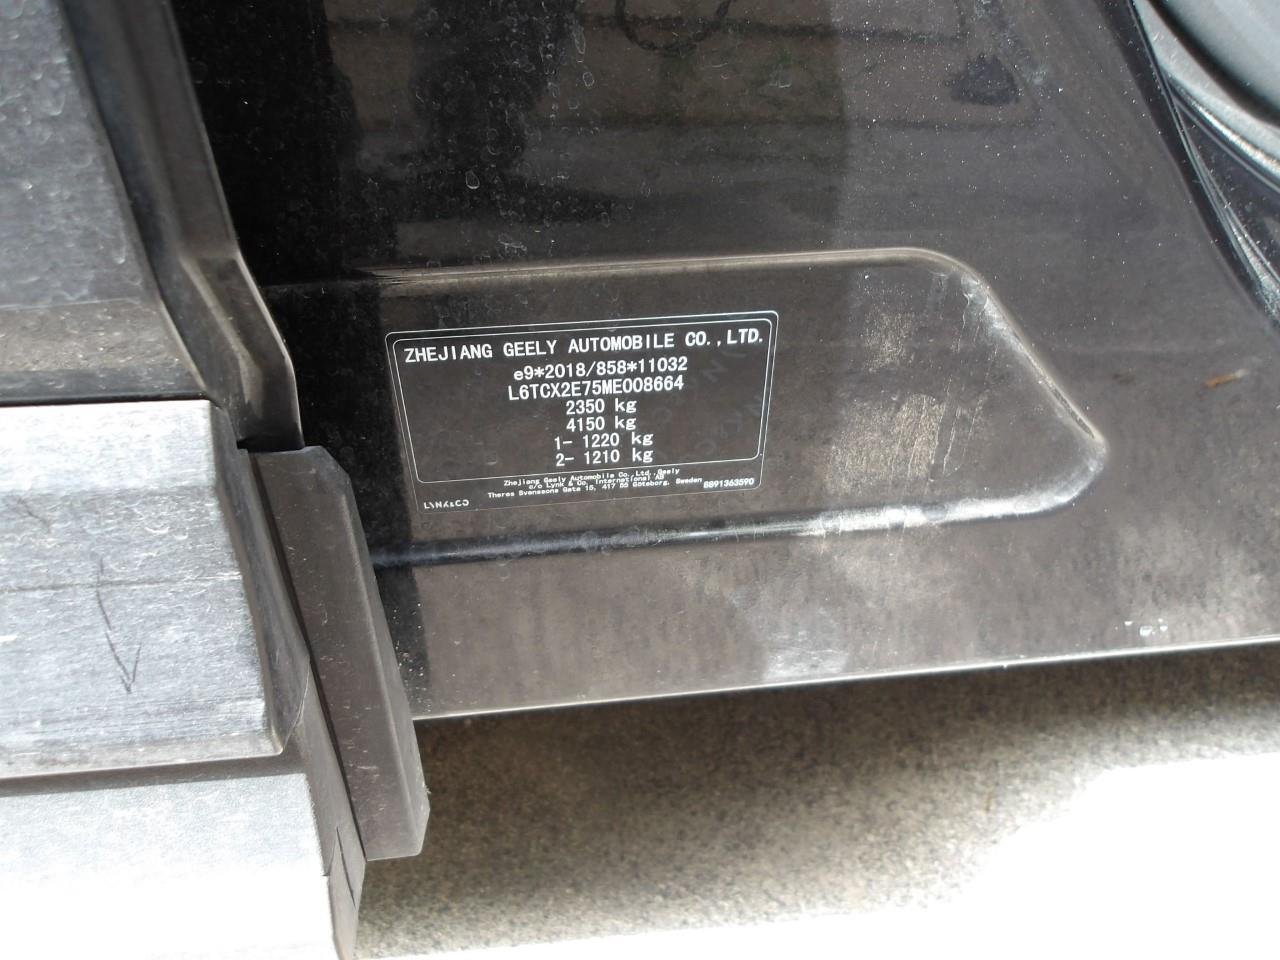 ZHEJIANG GEELY AUTOMOBILE CO.,LTD.
e9*2018/858*11032
L6TCX2E75ME008664
2350 kg
4150 kg
1- 1220 kg
2- 1210 kg
Zhejiang Geely Automobile Co., Ltd., Geely
c/o Lynk & Co. International AB
Theres Svenssons Gata 15, 417 55 Göteborg. Sweden
8891363590
LYNK&CO